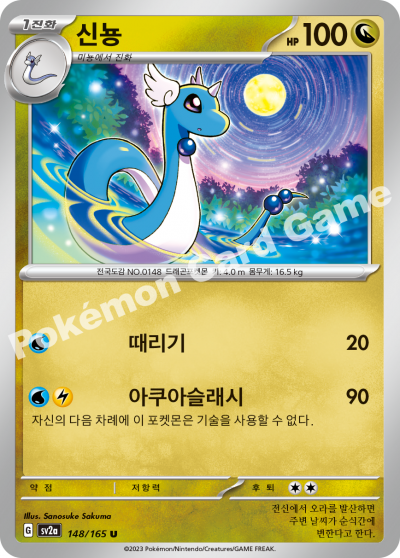 1진화
신뇽
HP 100
미뇽에서 진화
전국도감 NO.0148 드래곤포켓몬 키: 4.0 m 몸무게: 16.5 kg
Pokémon Card Game
때리기 20
아쿠아슬래시 90
자신의 다음 차례에 이 포켓몬은 기술을 사용할 수 없다.
약점 저항력 후퇴
Illus. Sanosuke Sakuma
전신에서 오라를 발산하면
주변 날씨가 순식간에
변한다고 한다.
G sv2a 148/165 U
©2023 Pokémon/Nintendo/Creatures/GAME FREAK.